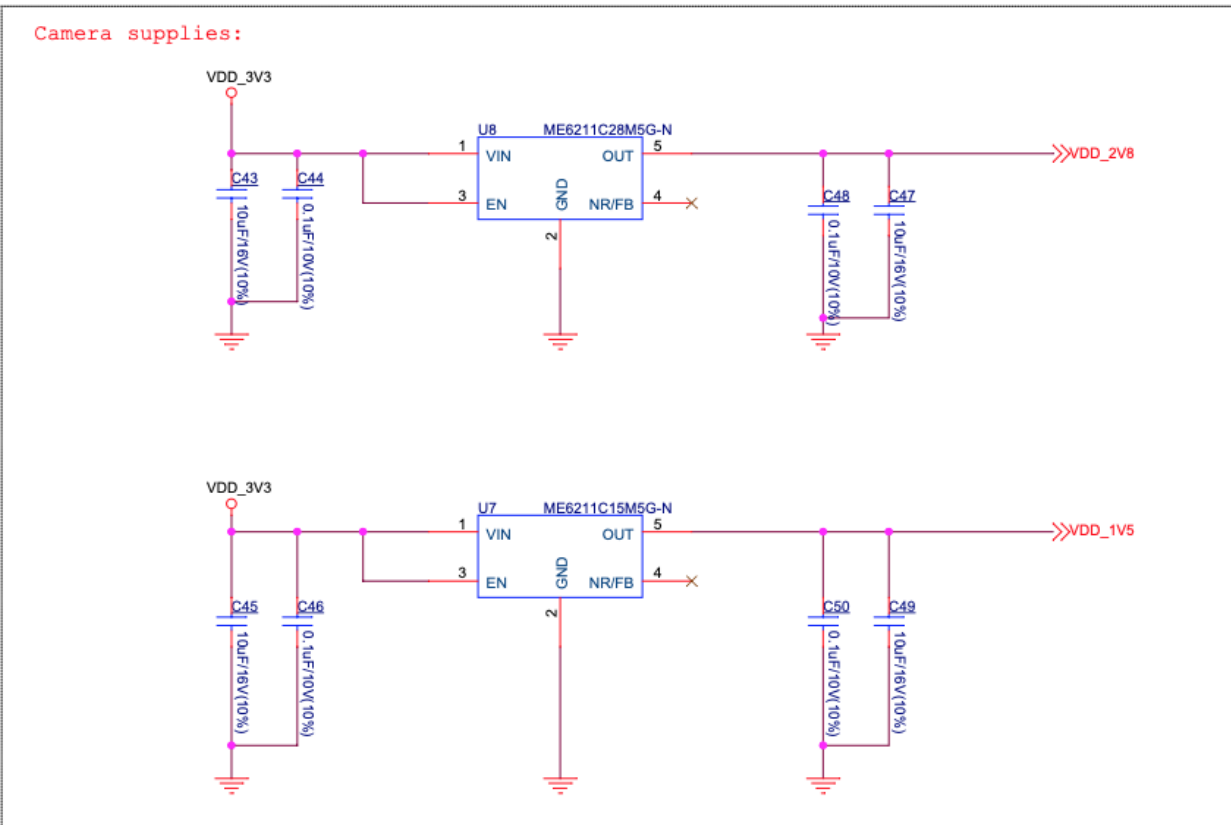 Camera supplies:
VDD_3V3
U8 ME6211C28M5G-N
1 VIN OUT 5
VDD_2V8
3 EN GND NR/FB 4
2
C43
10uF/16V(10%)
C44
0.1uF/10V(10%)
C48
0.1uF/10V(10%)
C47
10uF/16V(10%)
VDD_3V3
U7 ME6211C15M5G-N
1 VIN OUT 5
VDD_1V5
3 EN GND NR/FB 4
2
C45
10uF/16V(10%)
C46
0.1uF/10V(10%)
C50
0.1uF/10V(10%)
C49
10uF/16V(10%)